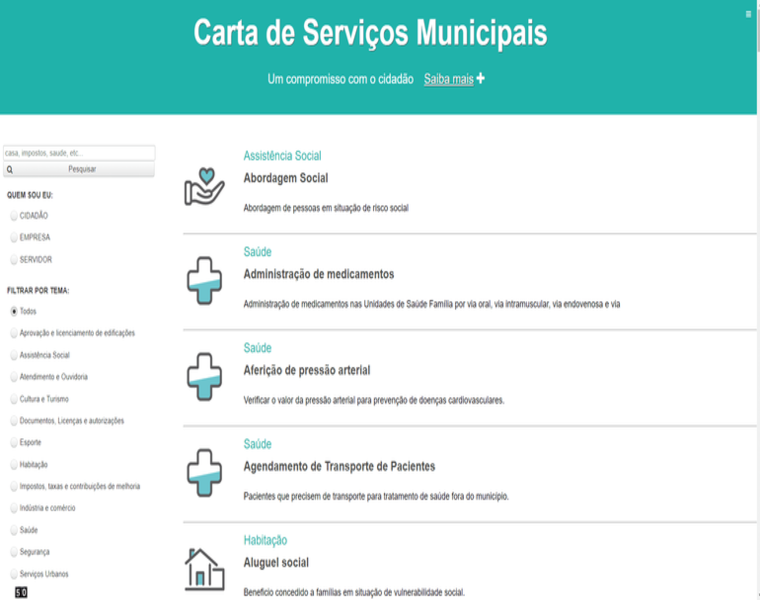 Carta de Serviços Municipais
Um compromisso com o cidadão Saiba mais
casa, impostos, saude, etc...
Pesquisar
QUEM SOU EU:
CIDADÃO
EMPRESA
SERVIDOR
FILTRAR POR TEMA:
Todos
Aprovação e licenciamento de edificações
Assistência Social
Atendimento e Ouvidoria
Cultura e Turismo
Documentos, Licenças e autorizações
Esporte
Habitação
Impostos, taxas e contribuições de melhoria
Indústria e comércio
Saúde
Segurança
Serviços Urbanos
50
Assistência Social
Abordagem Social
Abordagem de pessoas em situação de risco social
Saúde
Administração de medicamentos
Administração de medicamentos nas Unidades de Saúde Família por via oral, via intramuscular, via endovenosa e via
Saúde
Aferição de pressão arterial
Verificar o valor da pressão arterial para prevenção de doenças cardiovasculares.
Saúde
Agendamento de Transporte de Pacientes
Pacientes que precisem de transporte para tratamento de saúde fora do município.
Habitação
Aluguel social
Benefício concedido a famílias em situação de vulnerabilidade social.